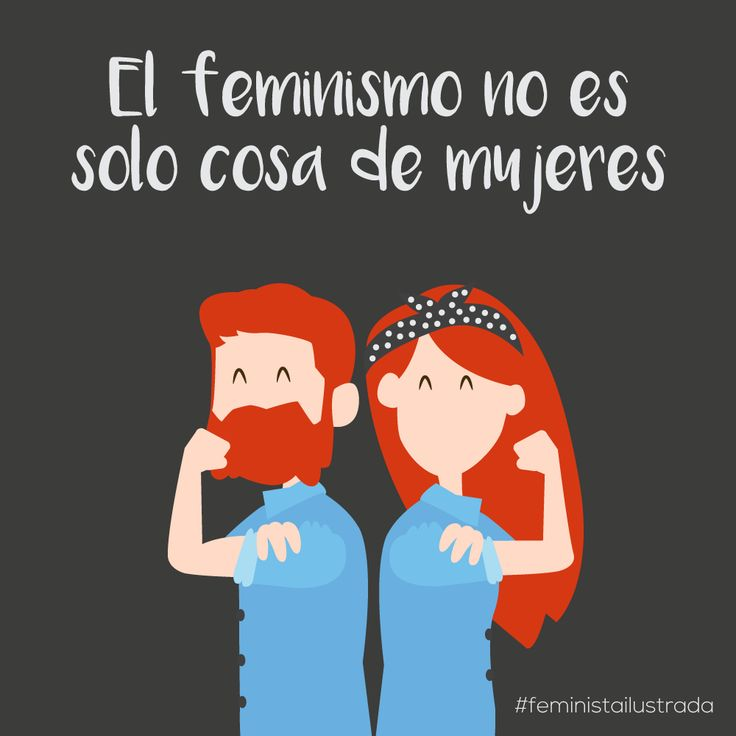 El feminismo no es
solo cosa de mujeres
#feministailustrada